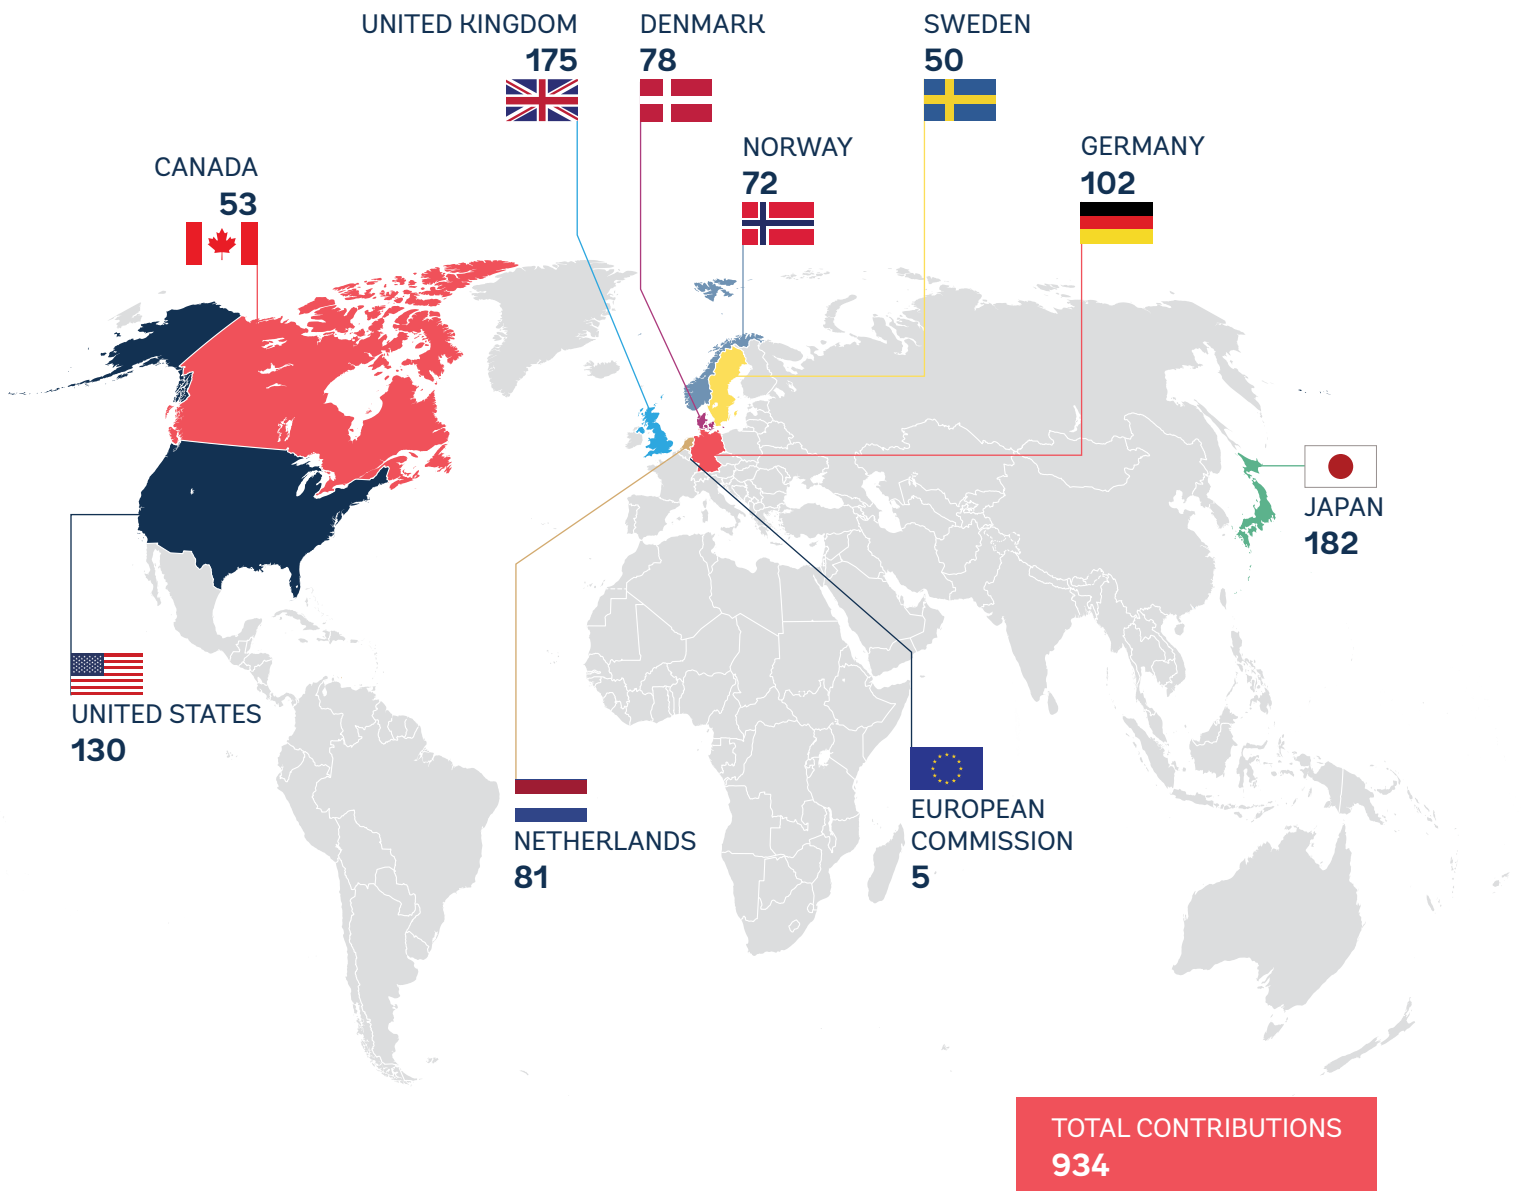 UNITED KINGDOM
175
DENMARK
78
SWEDEN
50
NORWAY
72
GERMANY
102
CANADA
53
JAPAN
182
UNITED STATES
130
NETHERLANDS
81
EUROPEAN
COMMISSION
5
TOTAL CONTRIBUTIONS
934